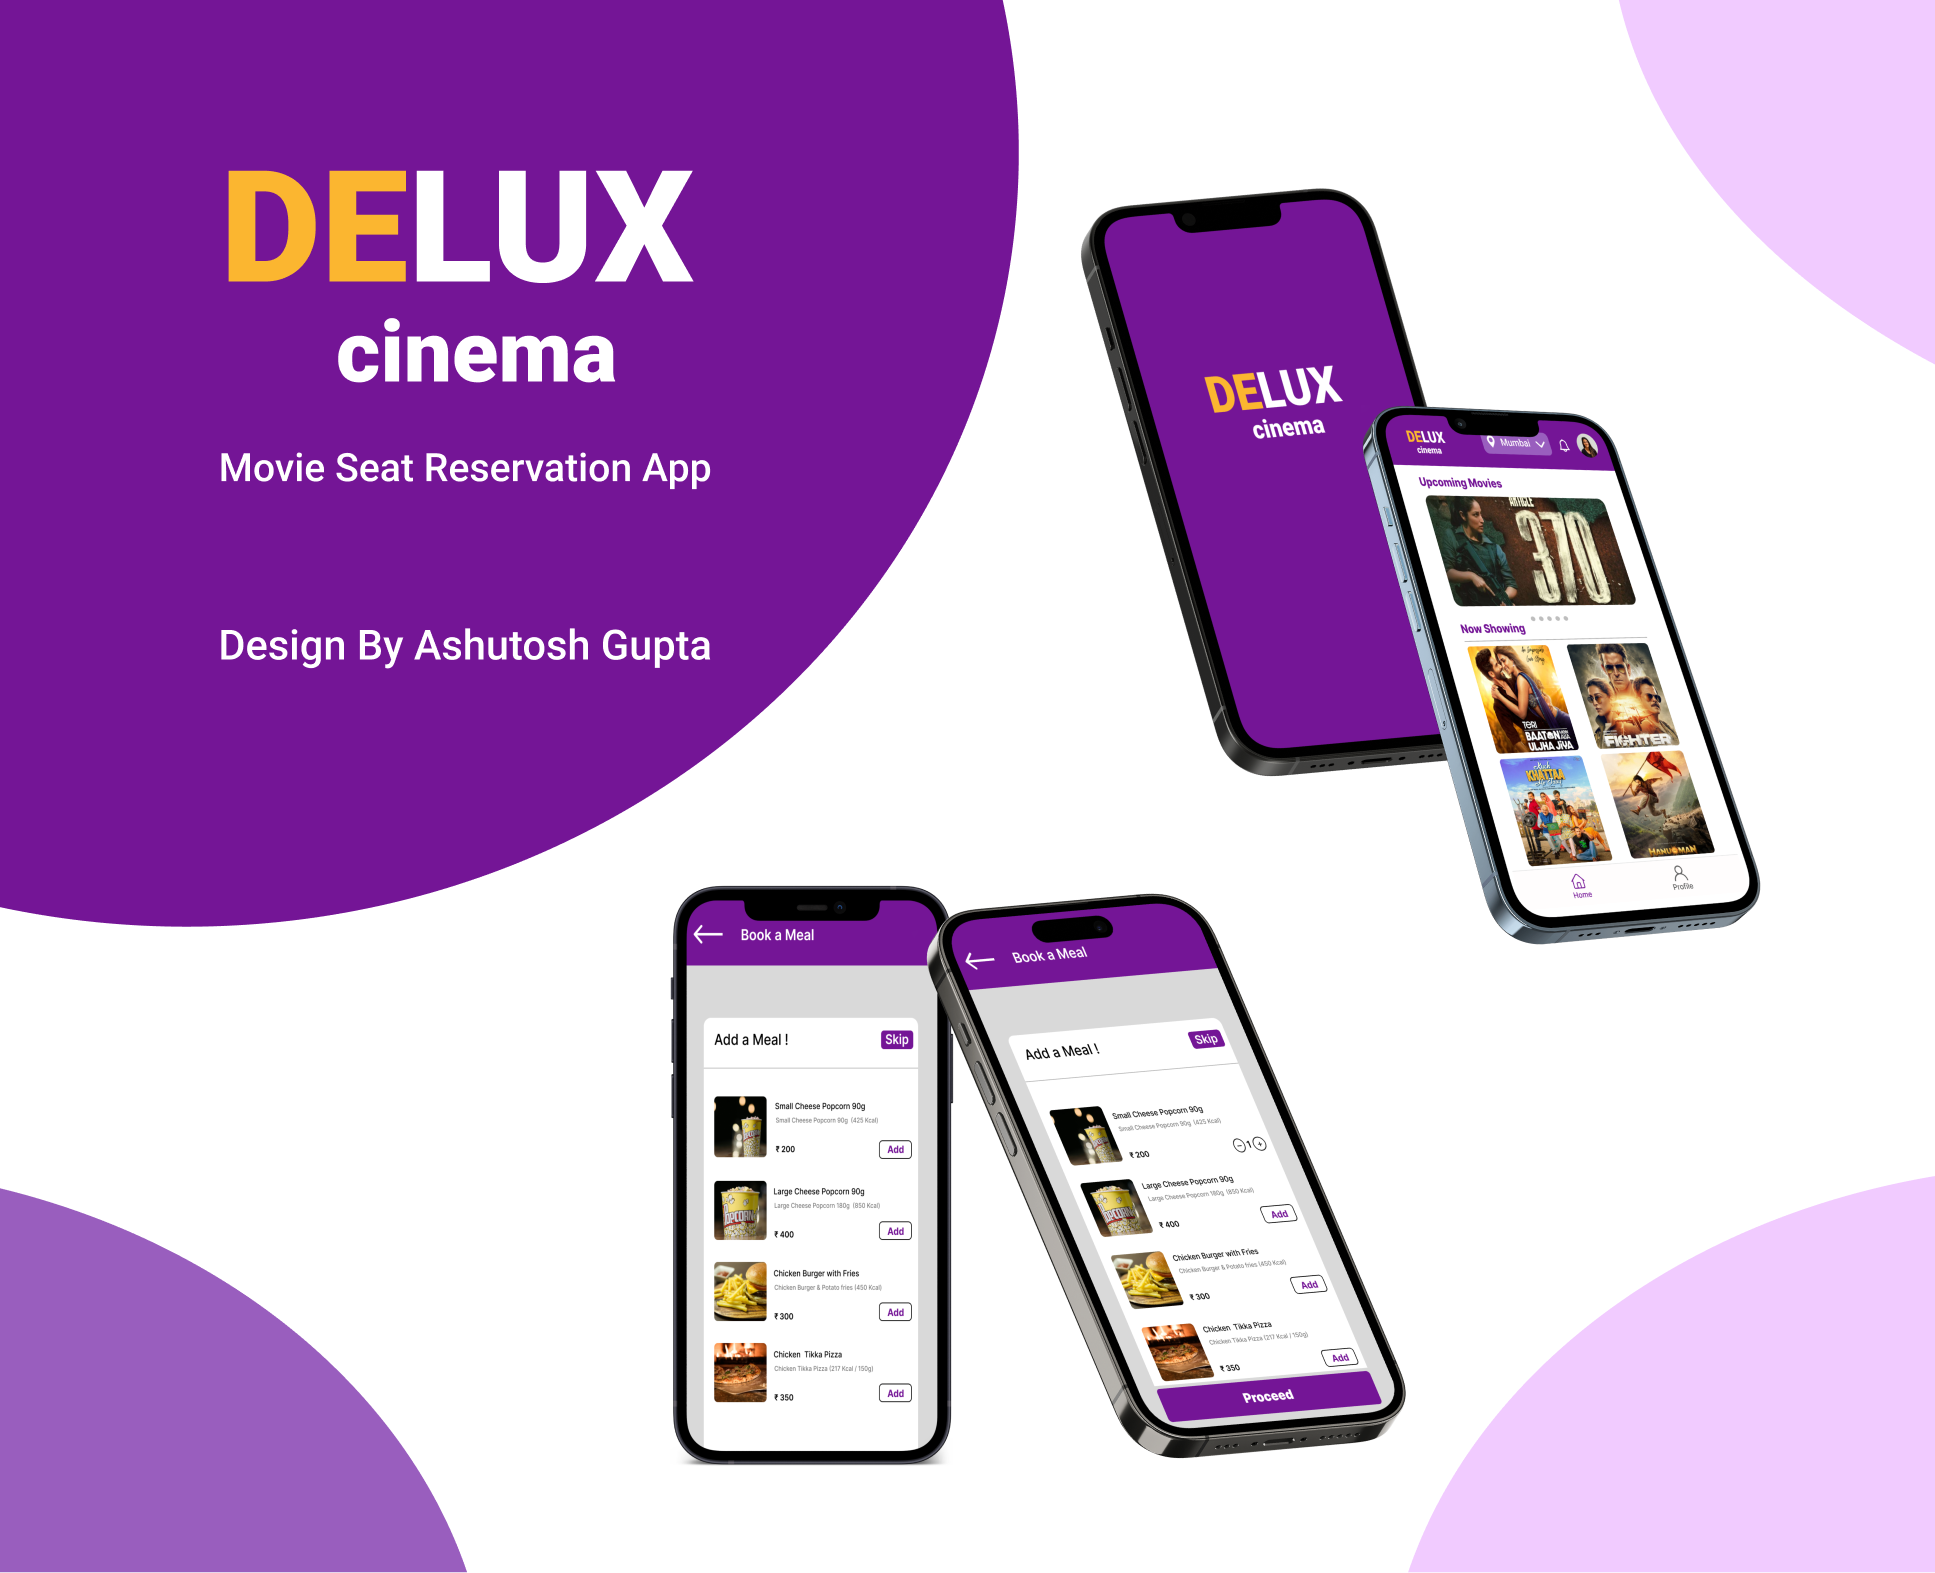 DELUX
cinema
Movie Seat Reservation App
Design By Ashutosh Gupta
DELUX
cinema
DELUX
cinema
Mumbai
Upcoming Movies
ARTICLE
370
Now Showing
TERI
BAATON
ULJHA JIYA
FIGHTER
KHATTAA
HANUMAN
Home
Profile
Book a Meal
Add a Meal !
Skip
Small Cheese Popcorn 90g
Small Cheese Popcorn 90g (425 Kcal)
₹ 200
Add
Large Cheese Popcorn 90g
Large Cheese Popcorn 180g (850 Kcal)
₹ 400
Add
Chicken Burger with Fries
Chicken Burger & Potato fries (450 Kcal)
₹ 300
Add
Chicken Tikka Pizza
Chicken Tikka Pizza (217 Kcal / 150g)
₹ 350
Add
Book a Meal
Add a Meal !
Skip
Small Cheese Popcorn 90g
Small Cheese Popcorn 90g (425 Kcal)
₹ 200
1
Large Cheese Popcorn 90g
Large Cheese Popcorn 180g (850 Kcal)
₹ 400
Add
Chicken Burger with Fries
Chicken Burger & Potato fries (450 Kcal)
₹ 300
Add
Chicken Tikka Pizza
Chicken Tikka Pizza (217 Kcal / 150g)
₹ 350
Add
Proceed